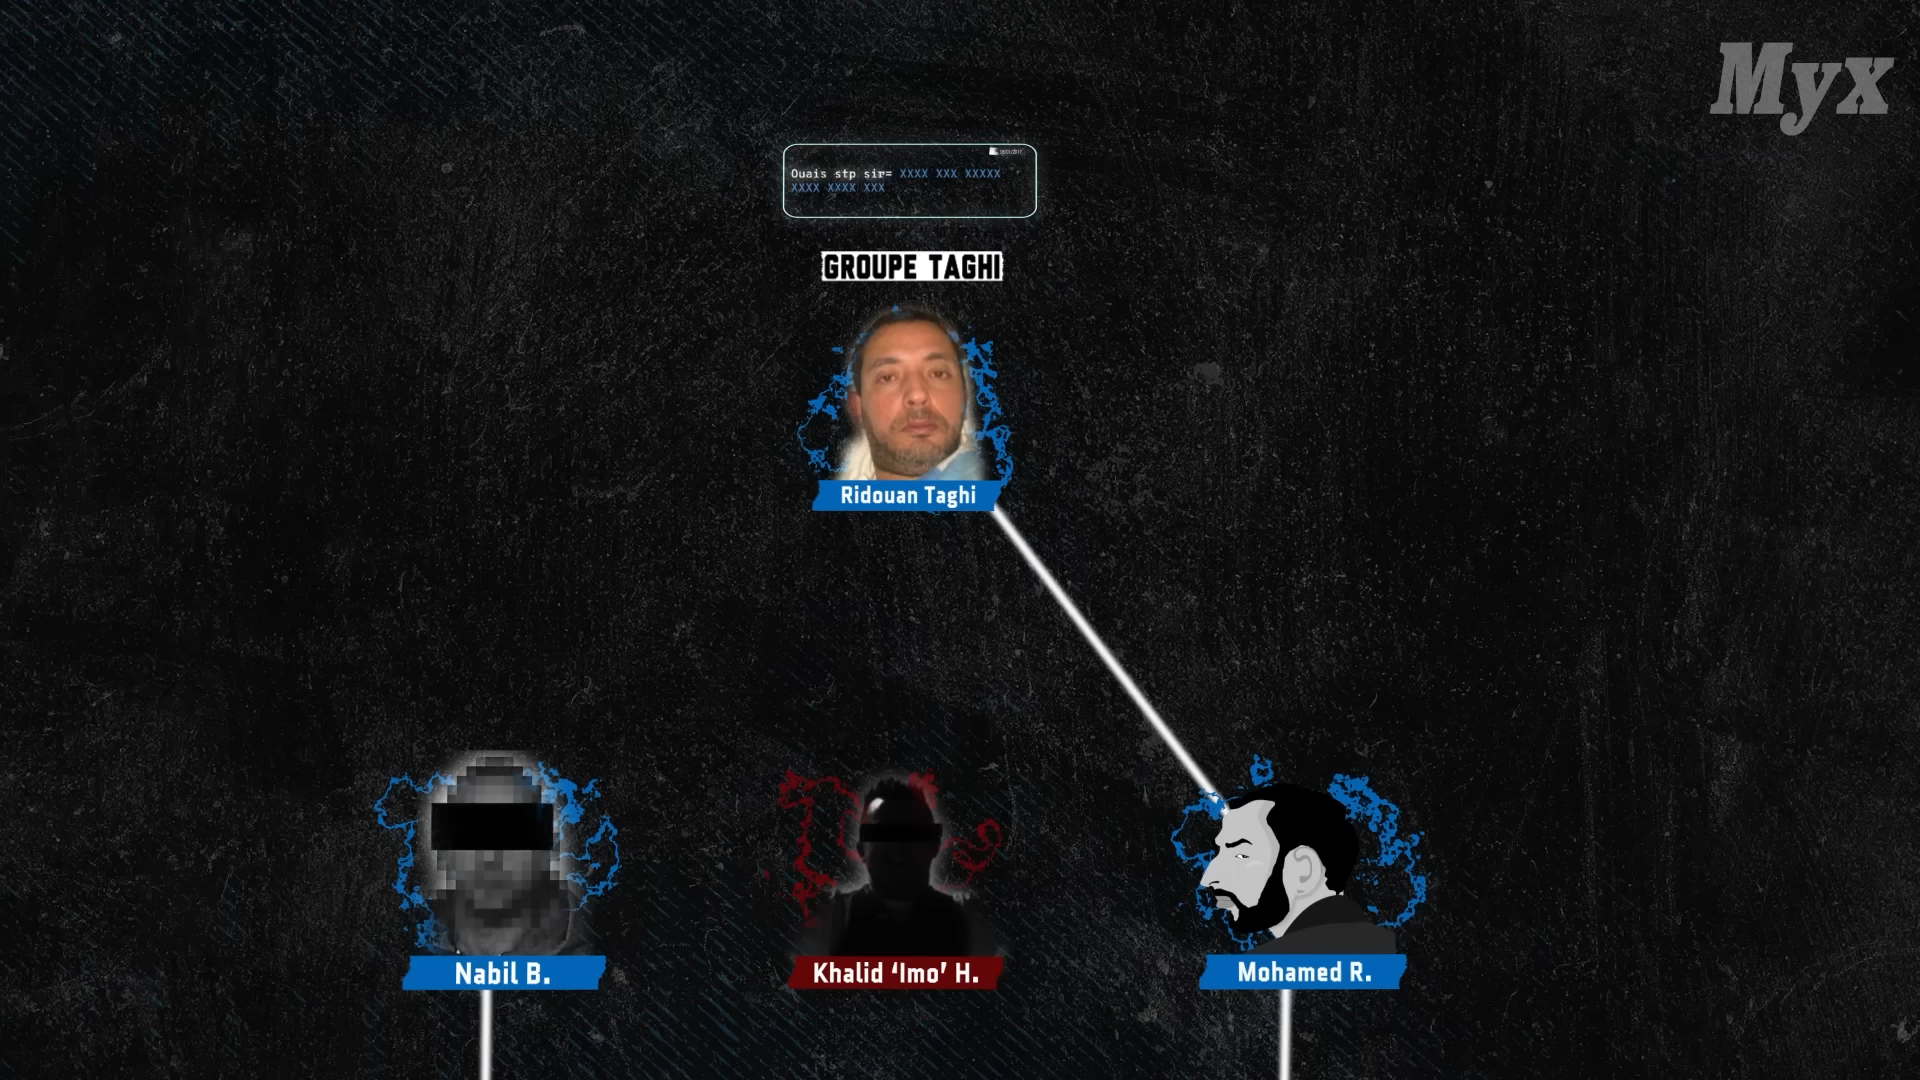 Myx
Ouais stp sir= XXXX XXX XXXXX
XXXX XXXX XXX
GROUPE TAGHI
Ridouan Taghi
Nabil B.
Khalid ‘Imo’ H.
Mohamed R.